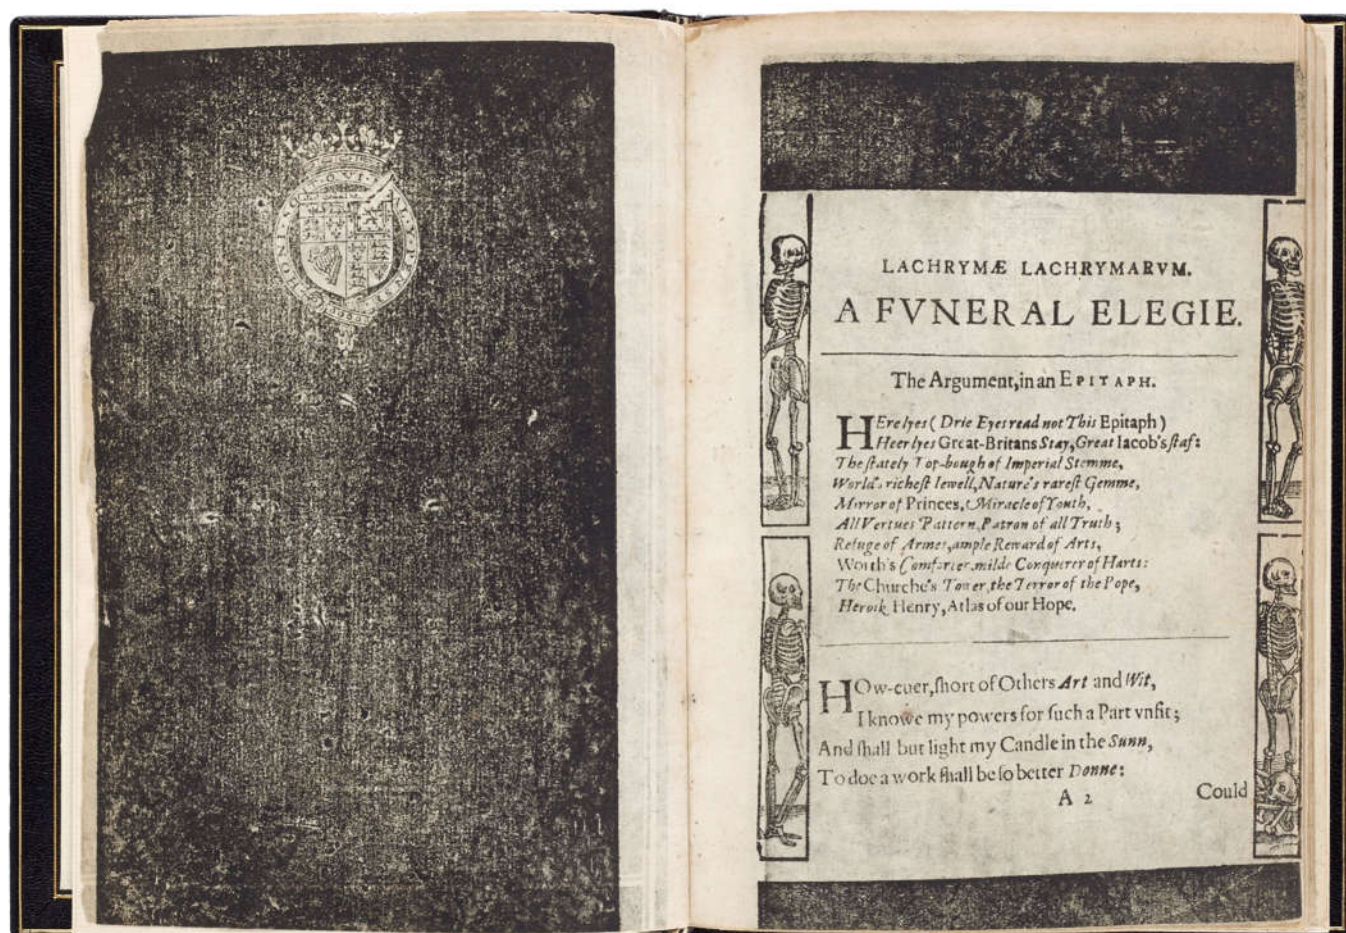 HONI SOIT QVI MAL Y PENSE
LACHRYMÆ LACHRYMARVM.
A FVNERAL ELEGIE.
The Argument, in an EPITAPH.
HEre lyes (Drie Eyes read not This Epitaph)
Heer lyes Great-Britans Stay, Great Iacob's ſtaf:
The ſtately Top-bough of Imperial Stemme,
World's richeſt Iewell, Nature's rareſt Gemme,
Mirror of Princes, Miracle of Youth,
All Vertues Pattern, Patron of all Truth;
Refuge of Armes, ample Reward of Arts,
Worth's Comforter, milde Conquerer of Harts:
The Churche's Tower, the Terror of the Pope,
Heroik Henry, Atlas of our Hope.
HOw-euer, ſhort of Others Art and Wit,
I knowe my powers for ſuch a Part vnfit;
And ſhall but light my Candle in the Sunn,
To doe a work ſhall be ſo better Donne:
A 2
Could